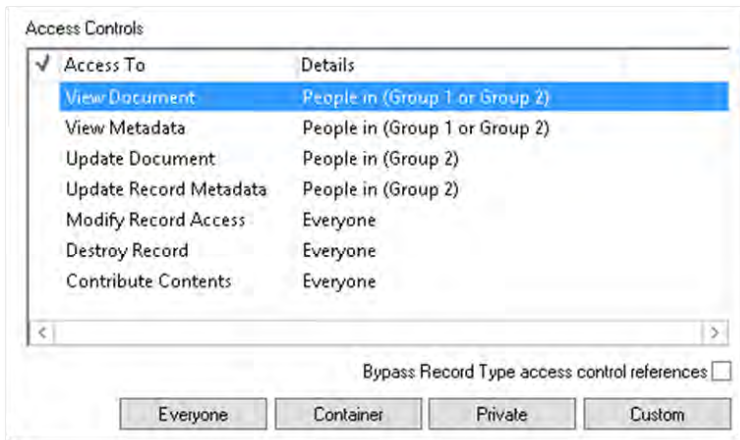 Access Controls
✓ Access To Details
View Document People in (Group 1 or Group 2)
View Metadata People in (Group 1 or Group 2)
Update Document People in (Group 2)
Update Record Metadata People in (Group 2)
Modify Record Access Everyone
Destroy Record Everyone
Contribute Contents Everyone
Bypass Record Type access control references
Everyone Container Private Custom